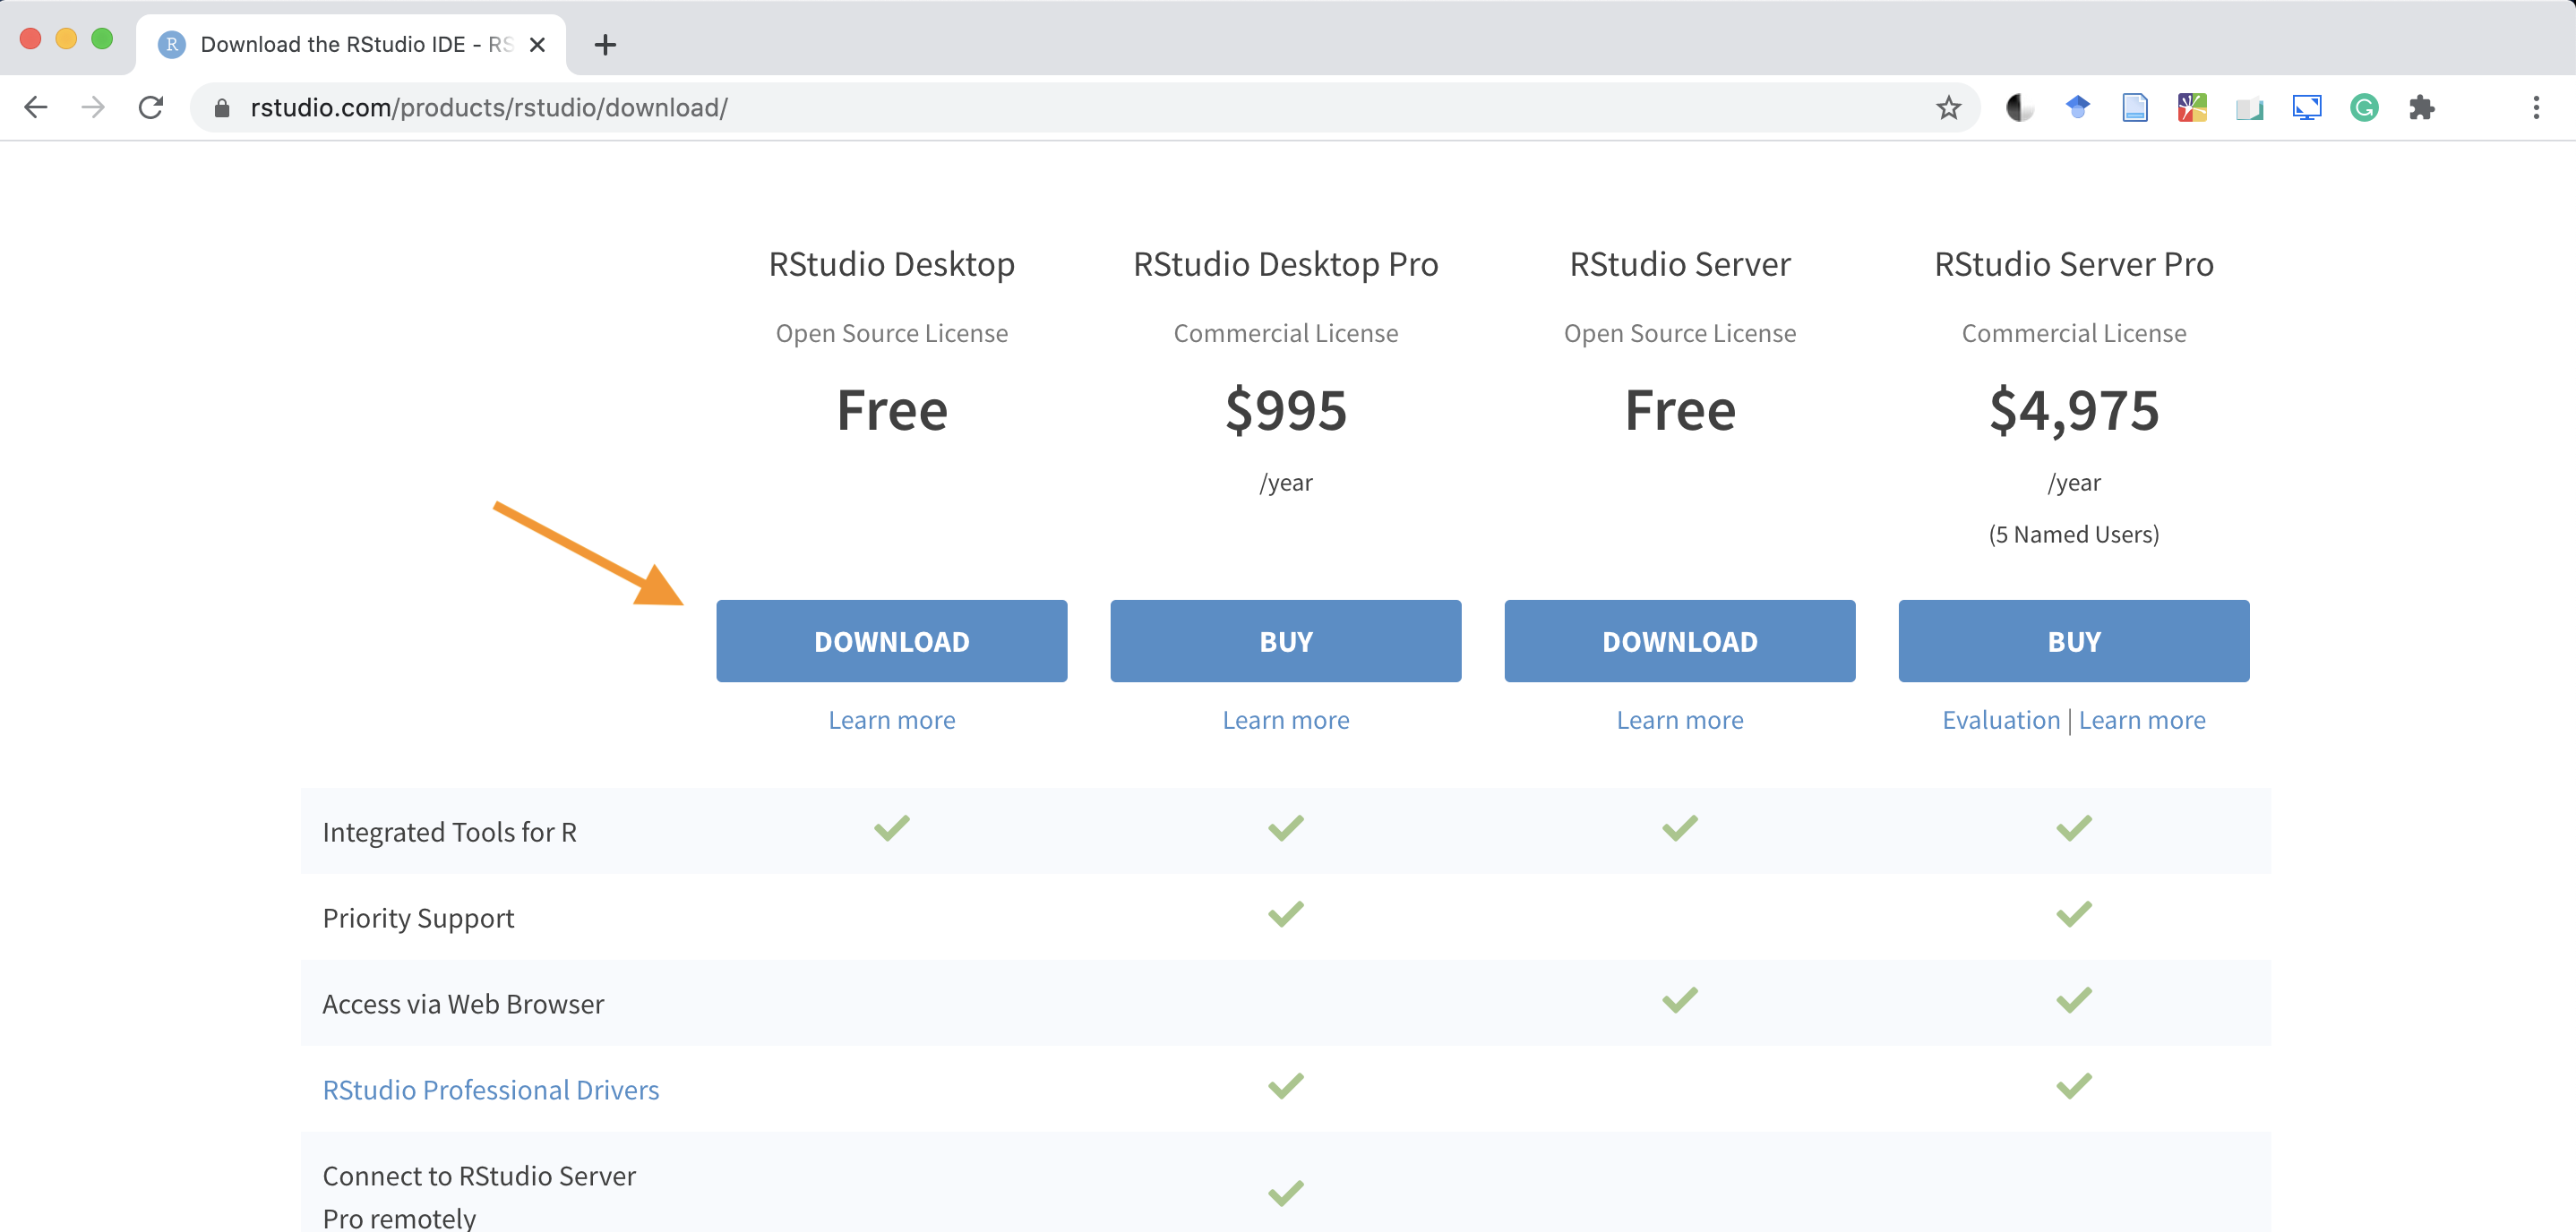 R Download the RStudio IDE - RS
rstudio.com/products/rstudio/download/
G
RStudio Desktop RStudio Desktop Pro RStudio Server RStudio Server Pro
Open Source License Commercial License Open Source License Commercial License
Free $995 Free $4,975
/year /year
(5 Named Users)
DOWNLOAD BUY DOWNLOAD BUY
Learn more Learn more Learn more Evaluation | Learn more
Integrated Tools for R
Priority Support
Access via Web Browser
RStudio Professional Drivers
Connect to RStudio Server
Pro remotely